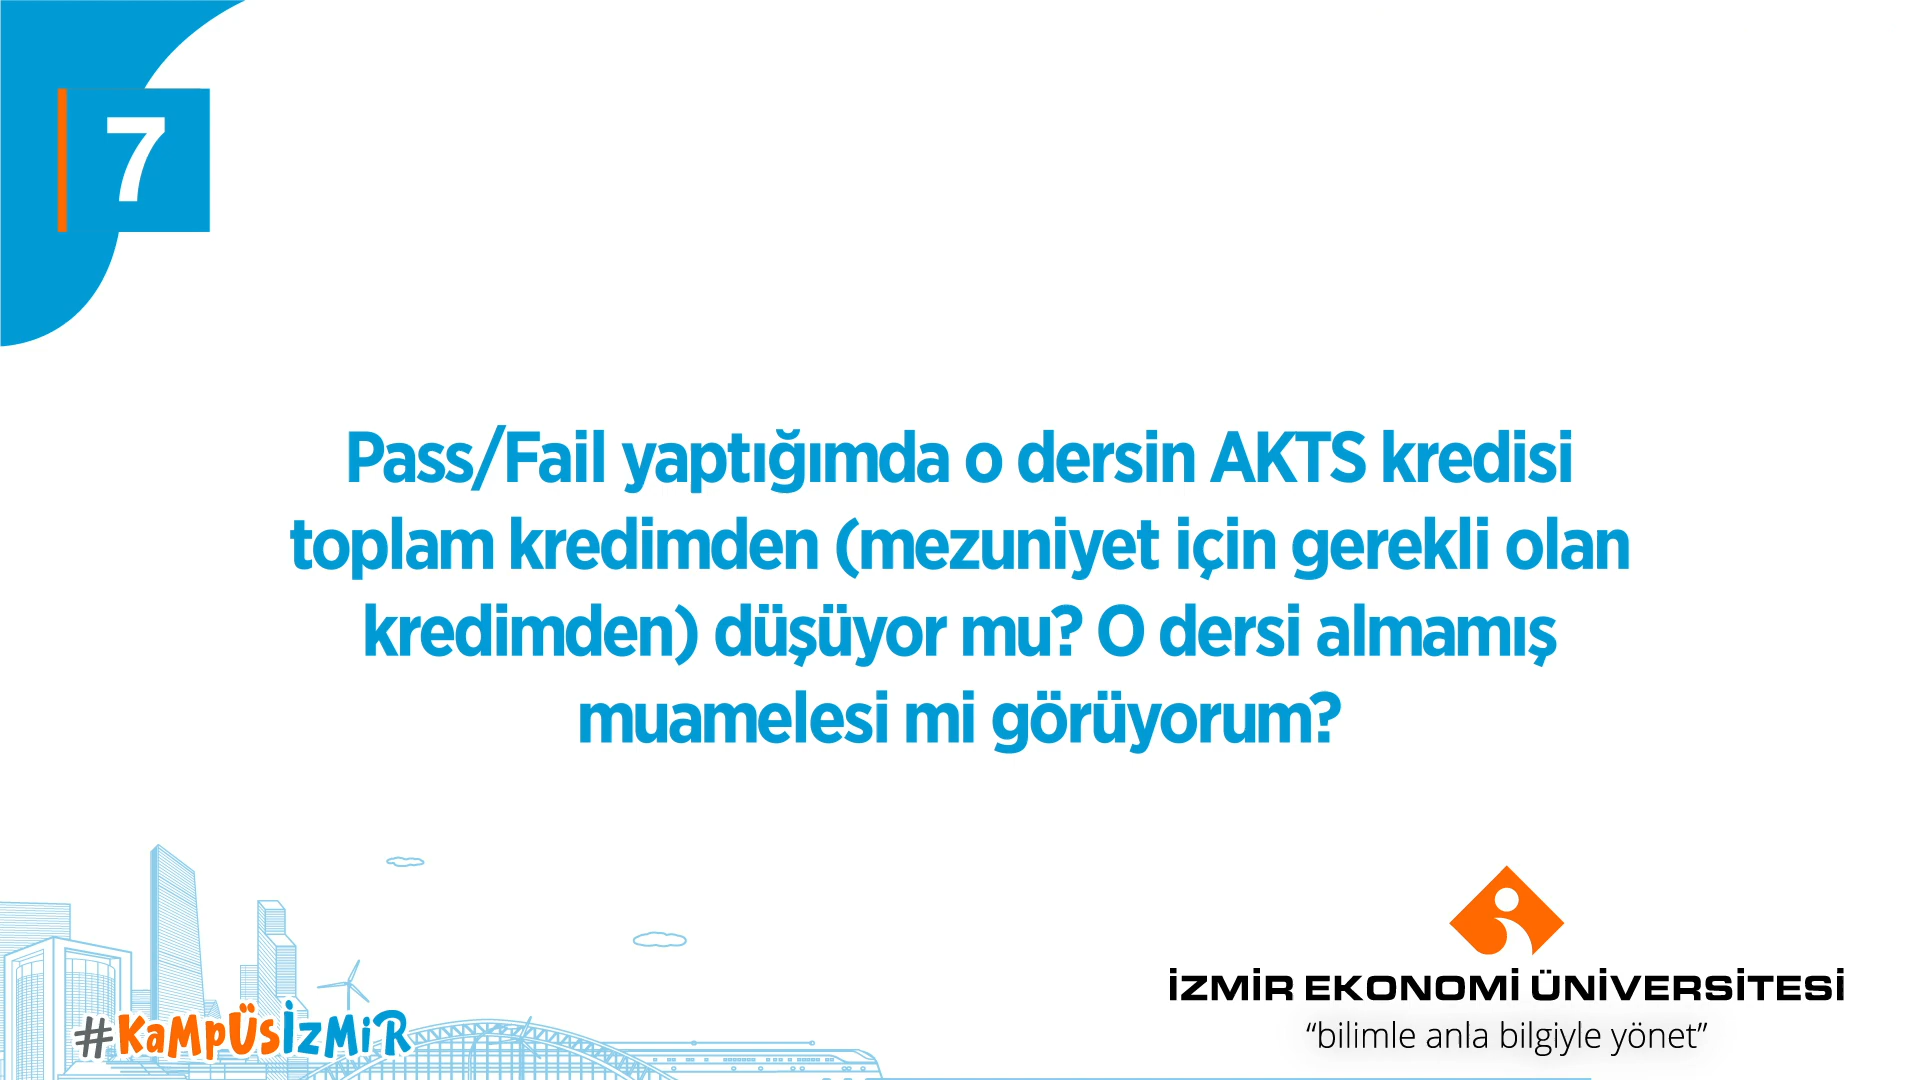 7
Pass/Fail yaptığımda o dersin AKTS kredisi
toplam kredimden (mezuniyet için gerekli olan
kredimden) düşüyor mu? O dersi almamış
muamelesi mi görüyorum?
#KaMPÜSİZMİR
İZMİR EKONOMİ ÜNİVERSİTESİ
“bilimle anla bilgiyle yönet”